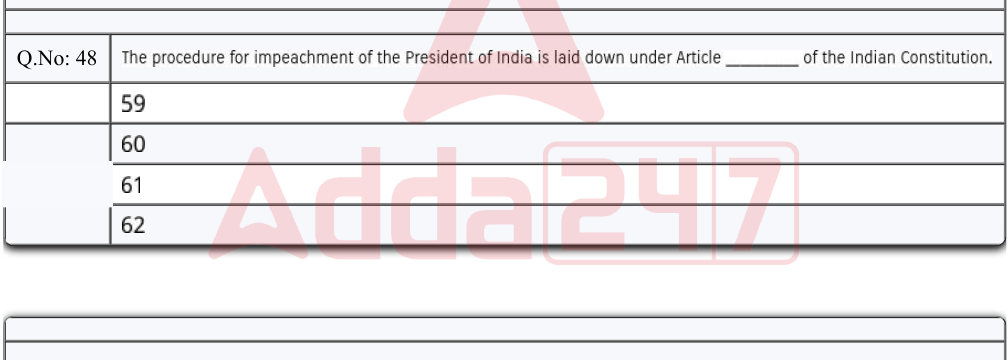 Q.No: 48 The procedure for impeachment of the President of India is laid down under Article ________ of the Indian Constitution.
59
60
61
62
Adda247